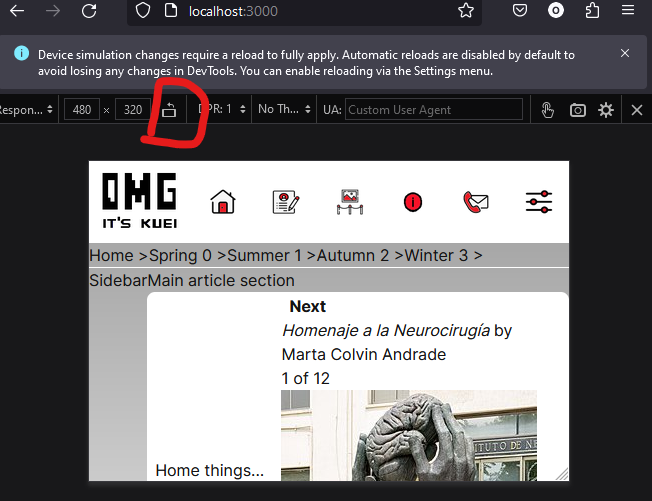 localhost:3000
Device simulation changes require a reload to fully apply. Automatic reloads are disabled by default to
avoid losing any changes in DevTools. You can enable reloading via the Settings menu.
Respon... 480 × 320 DPR: 1 No Th... UA: Custom User Agent
OMG
IT'S KUEI
Home >Spring 0 >Summer 1 >Autumn 2 >Winter 3 >
SidebarMain article section
Next
Homenaje a la Neurocirugía by
Marta Colvin Andrade
1 of 12
TUTO DE NE
Home things...